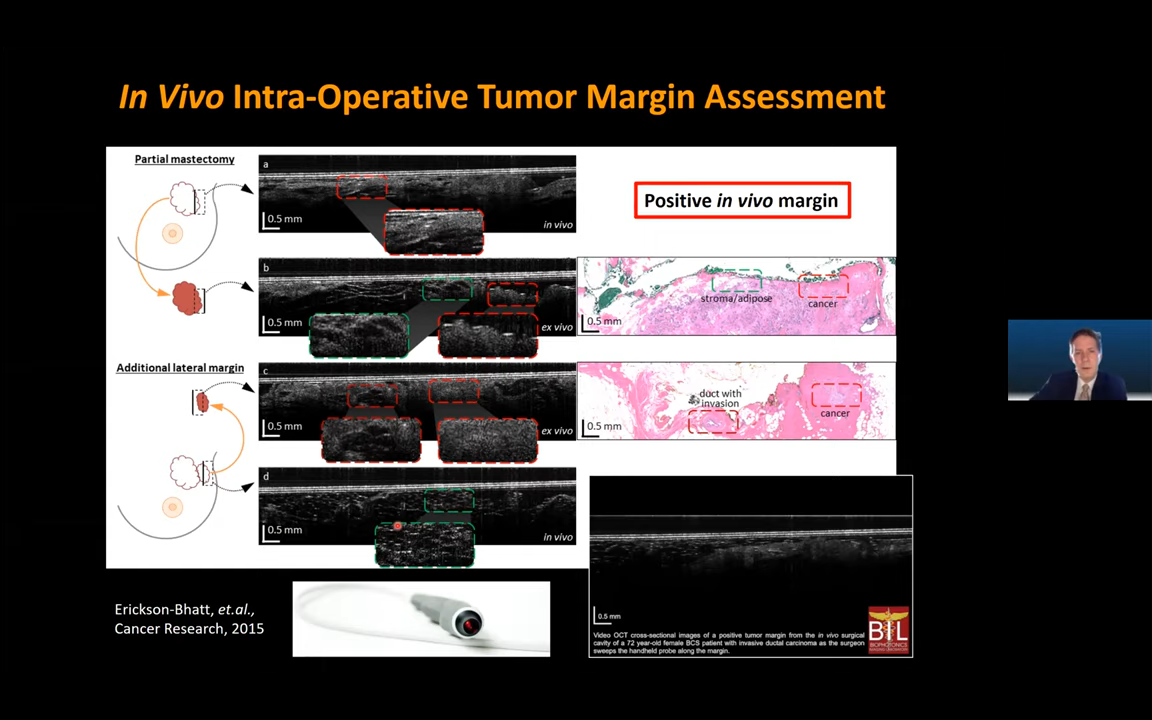 In Vivo Intra-Operative Tumor Margin Assessment
Partial mastectomy
a
0.5 mm
in vivo
Positive in vivo margin
b
0.5 mm
ex vivo
stroma/adipose
cancer
0.5 mm
Additional lateral margin
c
0.5 mm
ex vivo
duct with
invasion
cancer
0.5 mm
d
0.5 mm
in vivo
Erickson-Bhatt, et.al.,
Cancer Research, 2015
0.5 mm
Video OCT cross-sectional images of a positive tumor margin from the in vivo surgical
cavity of a 72 year-old female BCS patient with invasive ductal carcinoma as the surgeon
sweeps the handheld probe along the margin.
BIL